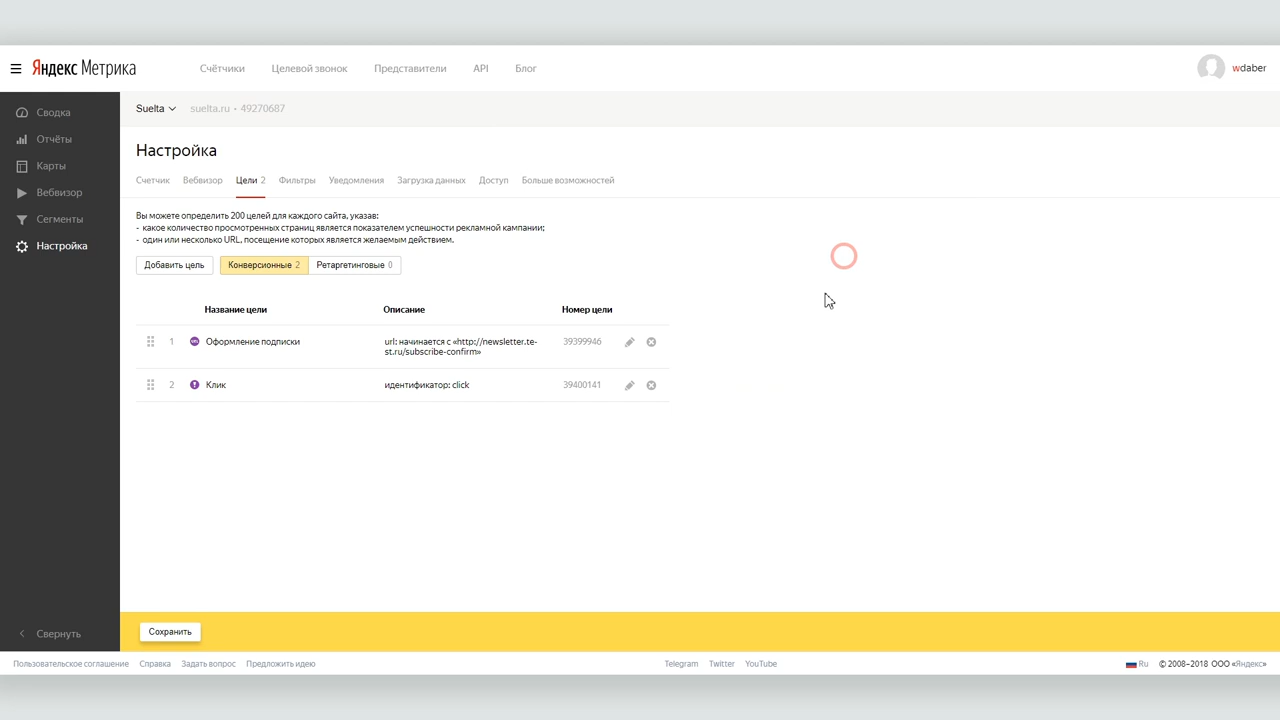 Яндекс Метрика
Счётчики
Целевой звонок
Представители
API
Блог
wdaber
Сводка
Отчёты
Карты
Вебвизор
Сегменты
Настройка
Свернуть
Suelta
suelta.ru • 49270687
Настройка
Счетчик
Вебвизор
Цели 2
Фильтры
Уведомления
Загрузка данных
Доступ
Больше возможностей
Вы можете определить 200 целей для каждого сайта, указав:
- какое количество просмотренных страниц является показателем успешности рекламной кампании;
- один или несколько URL, посещение которых является желаемым действием.
Добавить цель
Конверсионные 2
Ретаргетинговые 0
Название цели
Описание
Номер цели
1
Оформление подписки
url: начинается с «http://newsletter.te-
st.ru/subscribe-confirm»
39399946
2
Клик
идентификатор: click
39400141
Сохранить
Пользовательское соглашение
Справка
Задать вопрос
Предложить идею
Telegram
Twitter
YouTube
Ru
© 2008–2018 ООО «Яндекс»